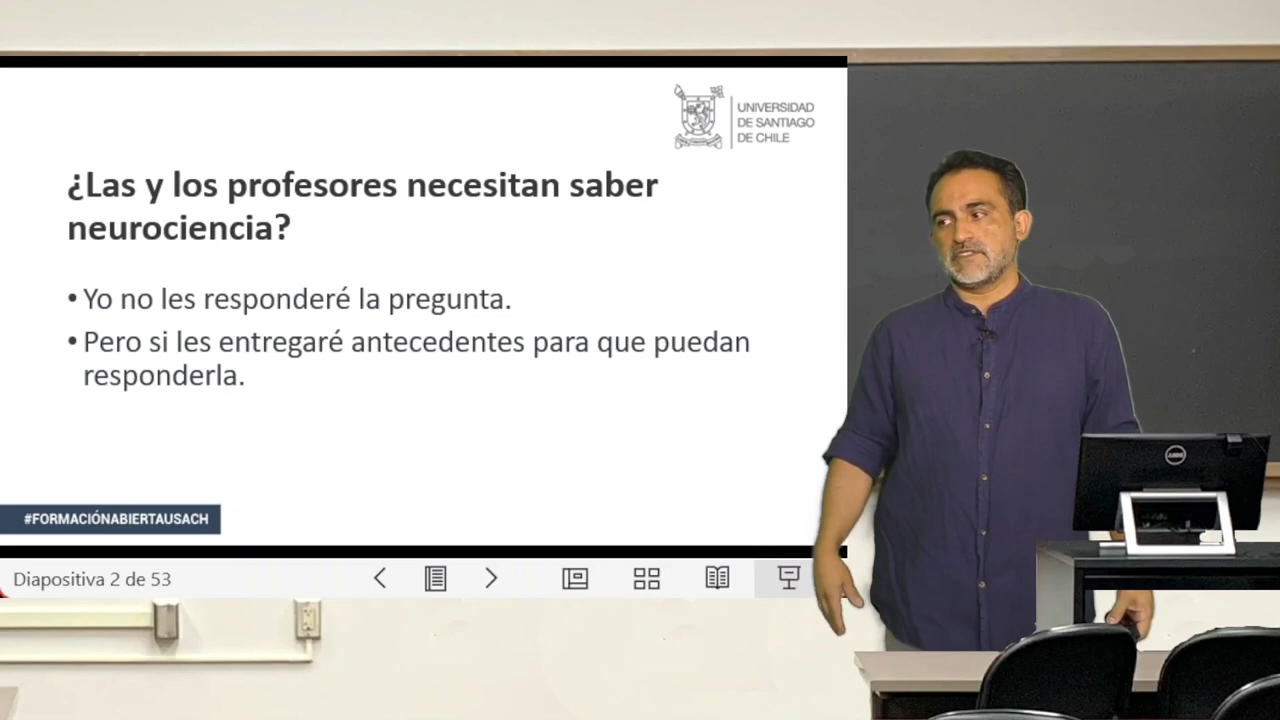 UNIVERSIDAD
DE SANTIAGO
DE CHILE
¿Las y los profesores necesitan saber
neurociencia?
• Yo no les responderé la pregunta.
• Pero si les entregaré antecedentes para que puedan
responderla.
#FORMACIÓNABIERTAUSACH
Diapositiva 2 de 53
DELL